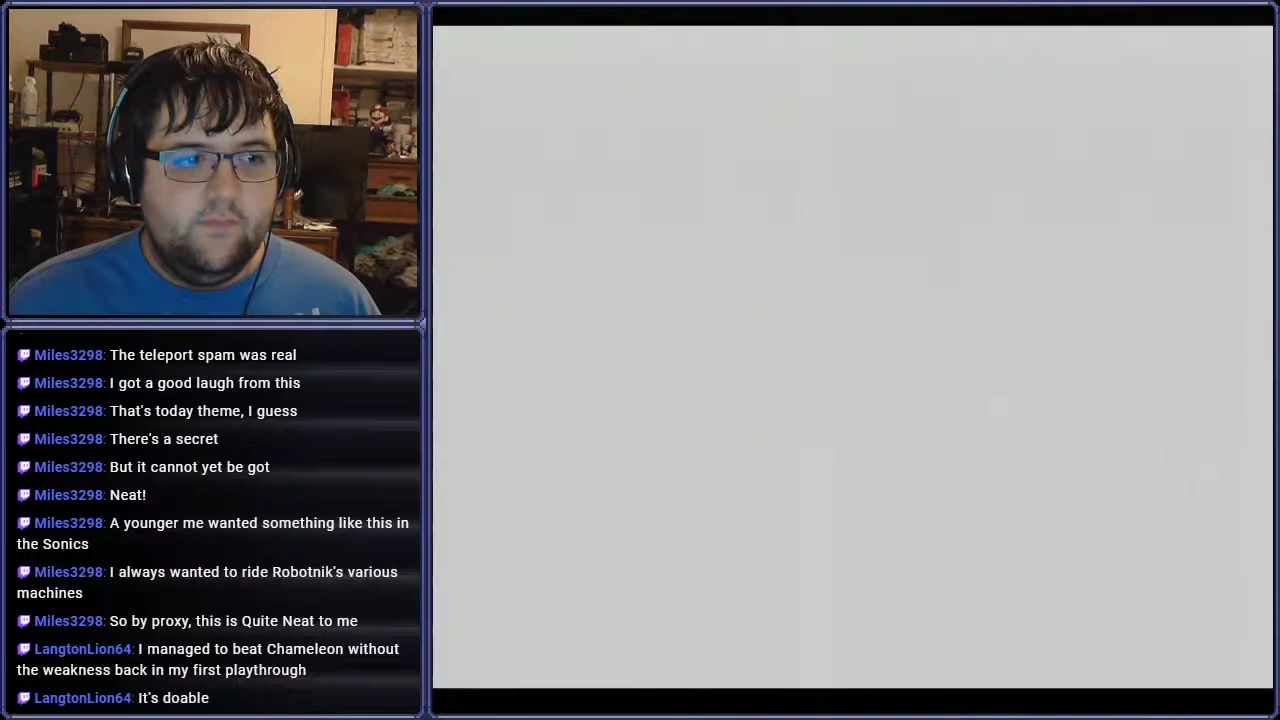 Miles3298: The teleport spam was real
Miles3298: I got a good laugh from this
Miles3298: That's today theme, I guess
Miles3298: There's a secret
Miles3298: But it cannot yet be got
Miles3298: Neat!
Miles3298: A younger me wanted something like this in
the Sonics
Miles3298: I always wanted to ride Robotnik's various
machines
Miles3298: So by proxy, this is Quite Neat to me
LangtonLion64: I managed to beat Chameleon without
the weakness back in my first playthrough
LangtonLion64: It's doable